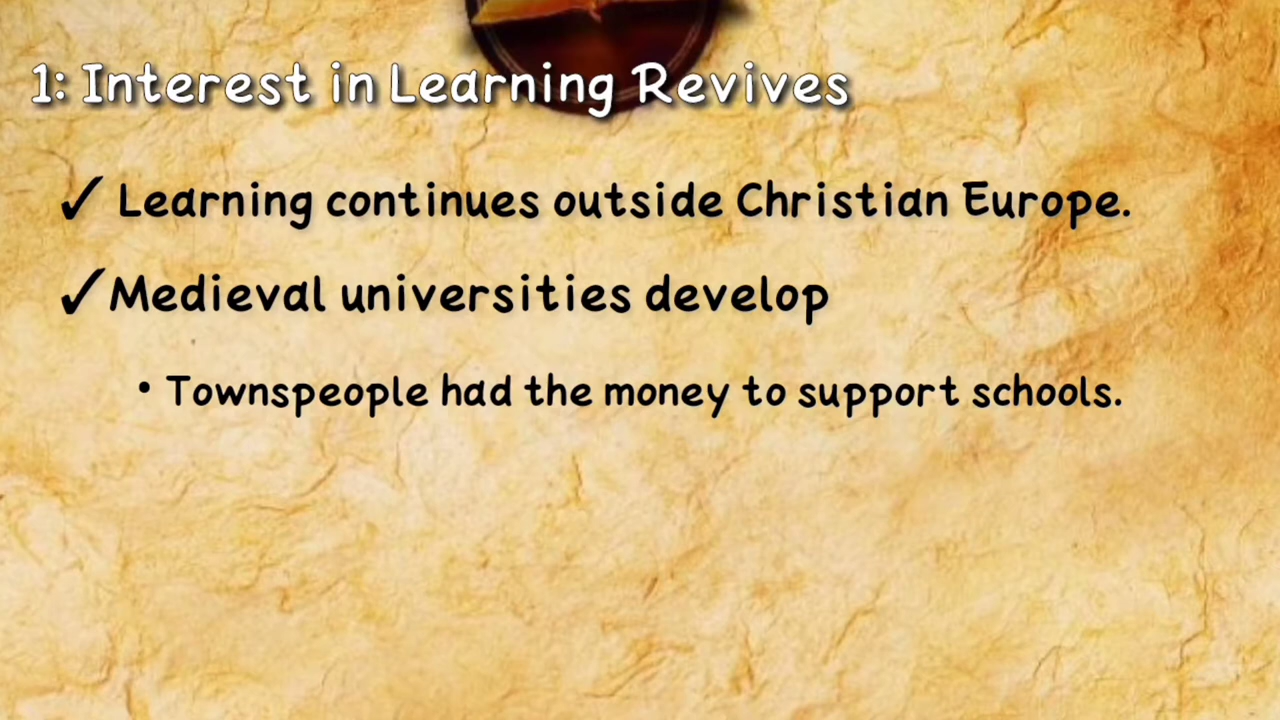 1: Interest in Learning Revives
✓ Learning continues outside Christian Europe.
✓ Medieval universities develop
• Townspeople had the money to support schools.